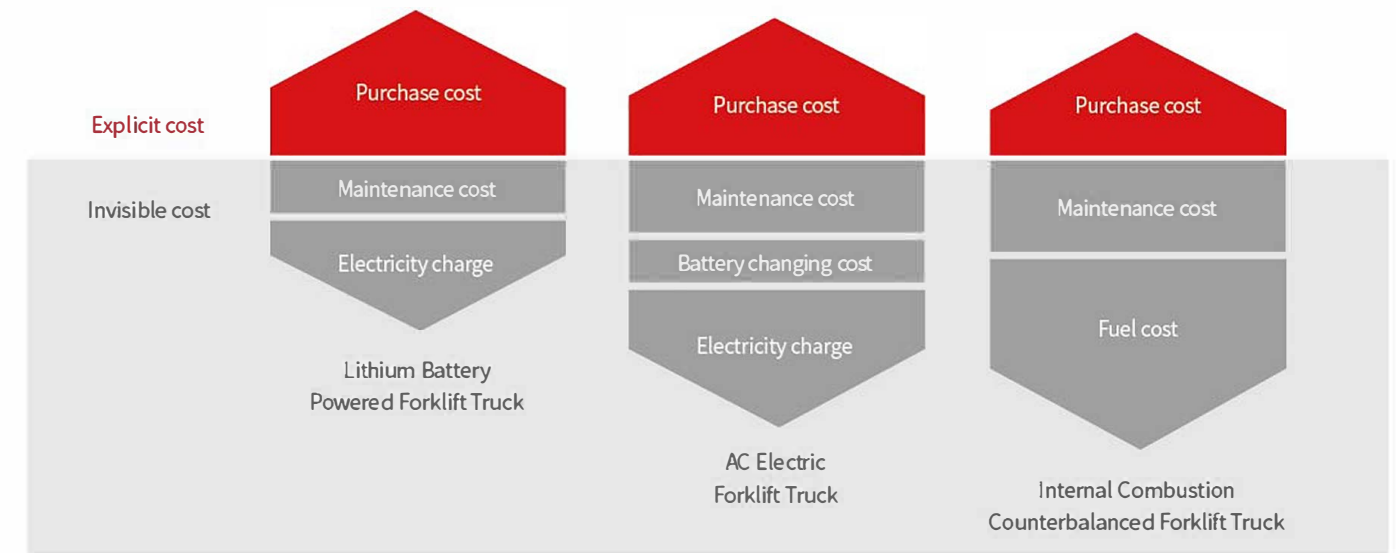 Explicit cost
Invisible cost
Purchase cost
Maintenance cost
Electricity charge
Lithium Battery
Powered Forklift Truck
Purchase cost
Maintenance cost
Battery changing cost
Electricity charge
AC Electric
Forklift Truck
Purchase cost
Maintenance cost
Fuel cost
Internal Combustion
Counterbalanced Forklift Truck